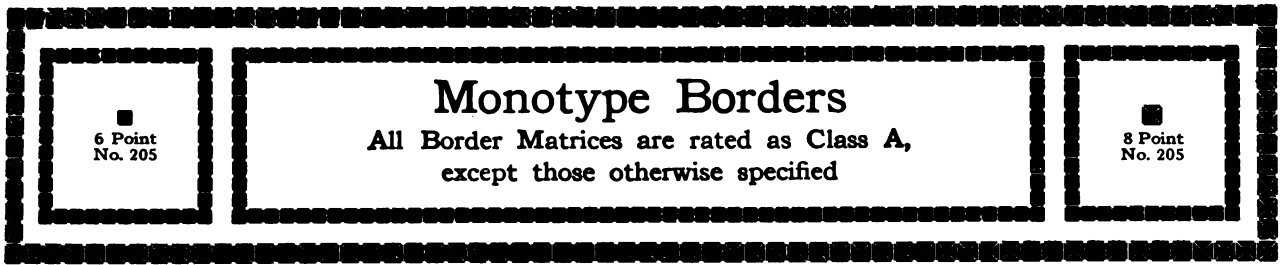 Monotype Borders
All Border Matrices are rated as Class A,
except those otherwise specified
6 Point
No. 205
8 Point
No. 205